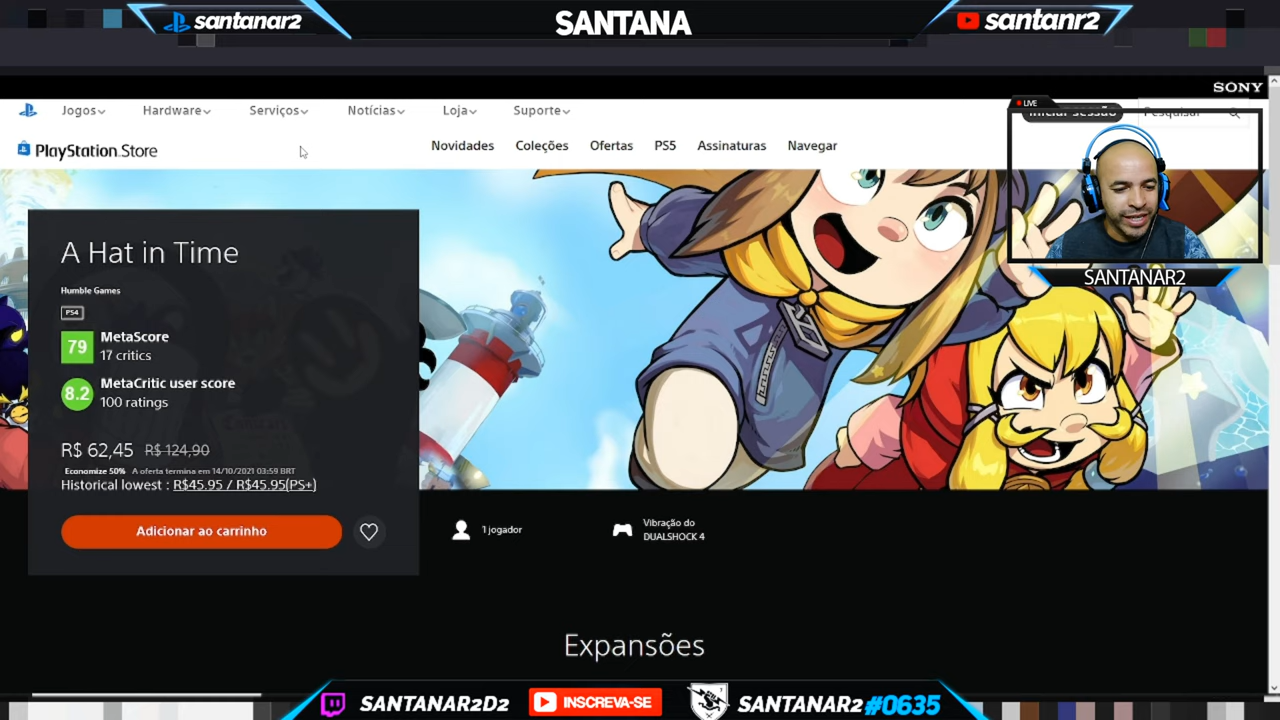 santanar2
SANTANA
santanr2
SONY
Jogos
Hardware
Serviços
Notícias
Loja
Suporte
Iniciar sessão
Pesquisar
LIVE
PlayStation.Store
Novidades
Coleções
Ofertas
PS5
Assinaturas
Navegar
SANTANAR2
A Hat in Time
Humble Games
PS4
79
MetaScore
17 critics
8.2
MetaCritic user score
100 ratings
R$ 62,45 R$ 124,90
Economize 50% A oferta termina em 14/10/2021 03:59 BRT
Historical lowest : R$45.95 / R$45.95(PS+)
Adicionar ao carrinho
1 jogador
Vibração do
DUALSHOCK 4
Expansões
SANTANAR2D2
INSCREVA-SE
SANTANAR2#0635